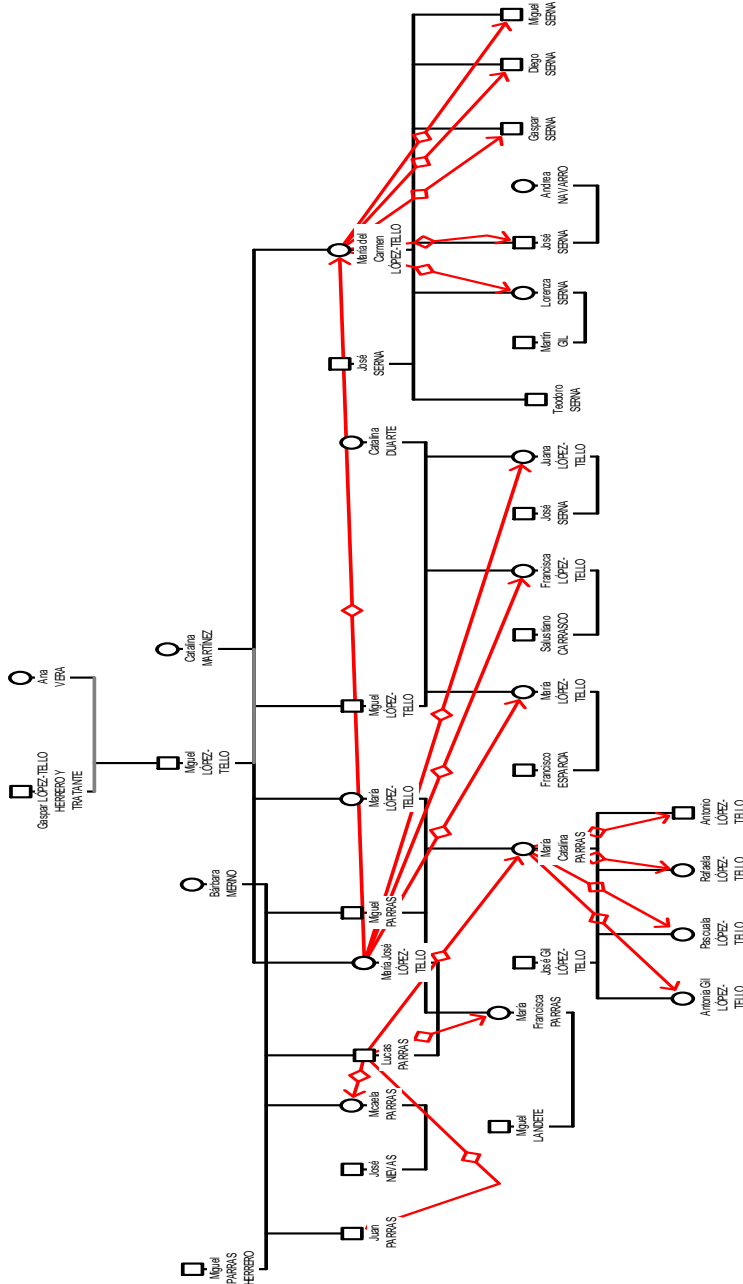 Gaspar LÓPEZ-TELLO
HERRERO Y
TRATANTE
Ana
VERA
Miguel
PARRAS
HERRERO
Bárbara
MERINO
Miguel
LÓPEZ-
TELLO
Catalina
MARTÍNEZ
Juan
PARRAS
José
NEVAS
Micaela
PARRAS
Lucas
PARRAS
María José
LÓPEZ-
TELLO
Miguel
PARRAS
María
LÓPEZ-
TELLO
Miguel
LÓPEZ-
TELLO
Catalina
DUARTE
José
SERNA
María del
Carmen
LÓPEZ-TELLO
Miguel
LANDETE
María
Francisca
PARRAS
José Gil
LÓPEZ-
TELLO
María
Catalina
PARRAS
Francisco
ESPARCIA
María
LÓPEZ-
TELLO
Salustiano
CARRASCO
Francisca
LÓPEZ-
TELLO
José
SERNA
Juana
LÓPEZ-
TELLO
Teodoro
SERNA
Martín
GIL
Lorenza
SERNA
José
SERNA
Andrea
NAVARRO
Gaspar
SERNA
Diego
SERNA
Miguel
SERNA
Antonia Gil
LÓPEZ-
TELLO
Pascuala
LÓPEZ-
TELLO
Rafaela
LÓPEZ-
TELLO
Antonio
LÓPEZ-
TELLO